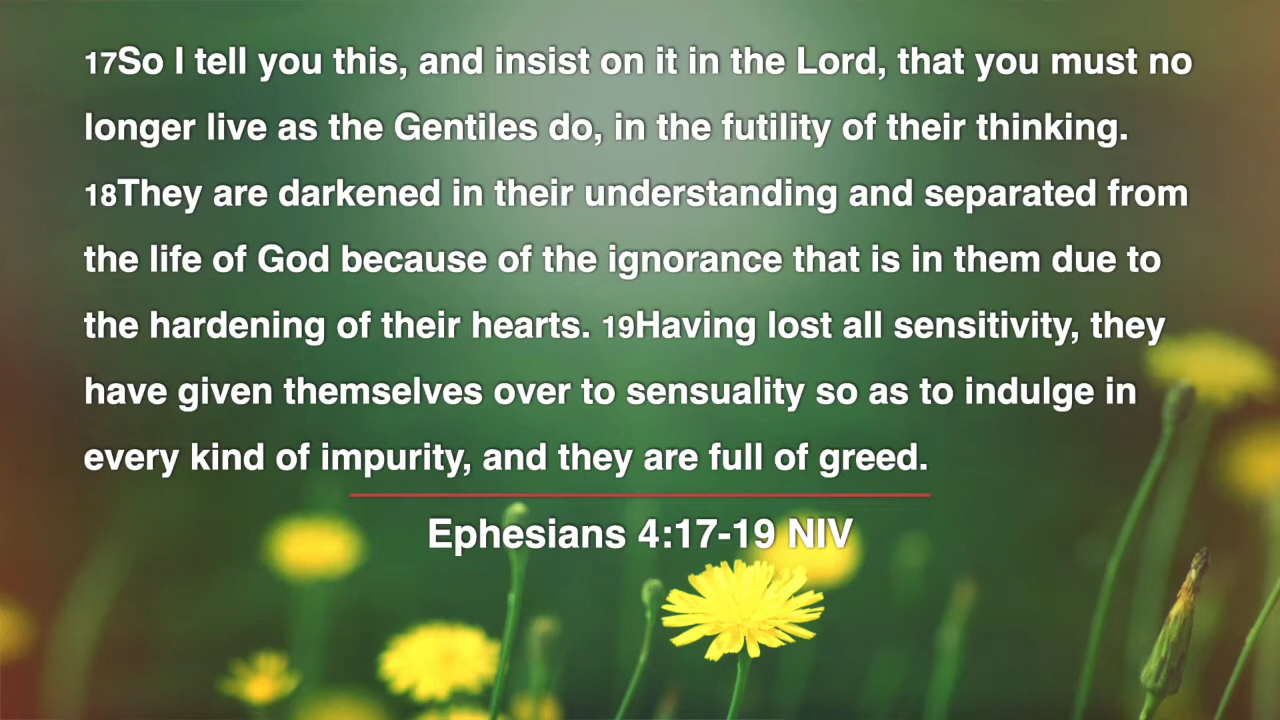 17So I tell you this, and insist on it in the Lord, that you must no
longer live as the Gentiles do, in the futility of their thinking.
18They are darkened in their understanding and separated from
the life of God because of the ignorance that is in them due to
the hardening of their hearts. 19Having lost all sensitivity, they
have given themselves over to sensuality so as to indulge in
every kind of impurity, and they are full of greed.
Ephesians 4:17-19 NIV